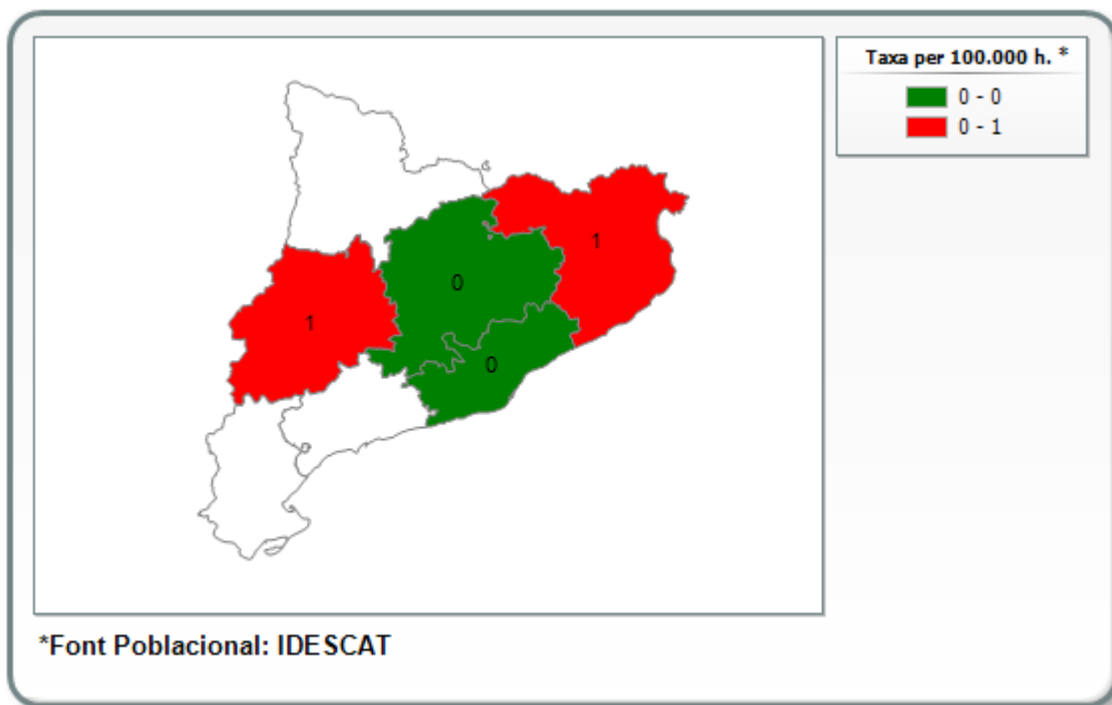 Taxa per 100.000 h. *
0 - 0
0 - 1
1
0
1
0
*Font Poblacional: IDESCAT